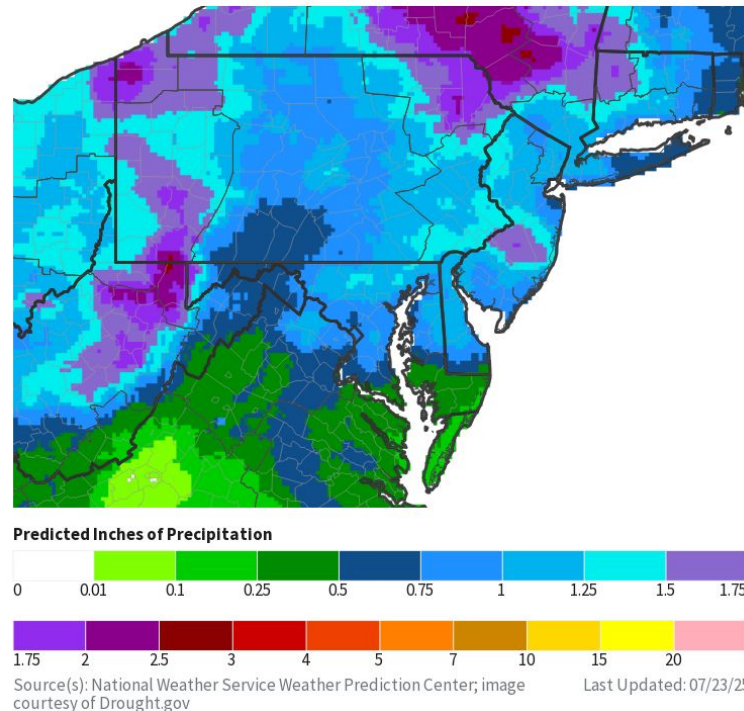 Predicted Inches of Precipitation
0 0.01 0.1 0.25 0.5 0.75 1 1.25 1.5 1.75
1.75 2 2.5 3 4 5 7 10 15 20
Source(s): National Weather Service Weather Prediction Center; image
courtesy of Drought.gov
Last Updated: 07/23/25